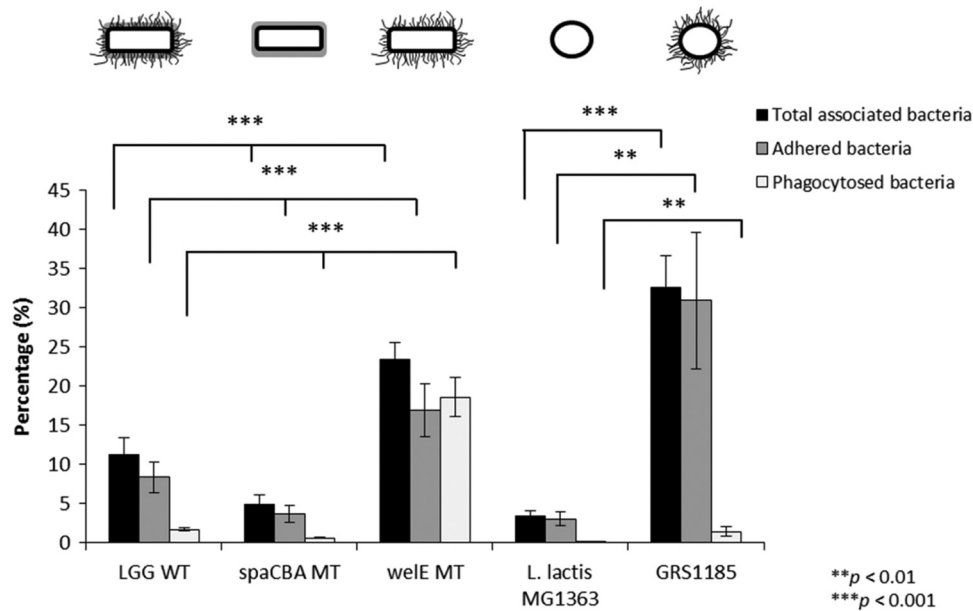 ***
***
**
***
**
***
**
Total associated bacteria
Adhered bacteria
Phagocytosed bacteria
Percentage (%)
45
40
35
30
25
20
15
10
5
0
LGG WT
spaCBA MT
welE MT
L. lactis
MG1363
GRS1185
**p < 0.01
***p < 0.001